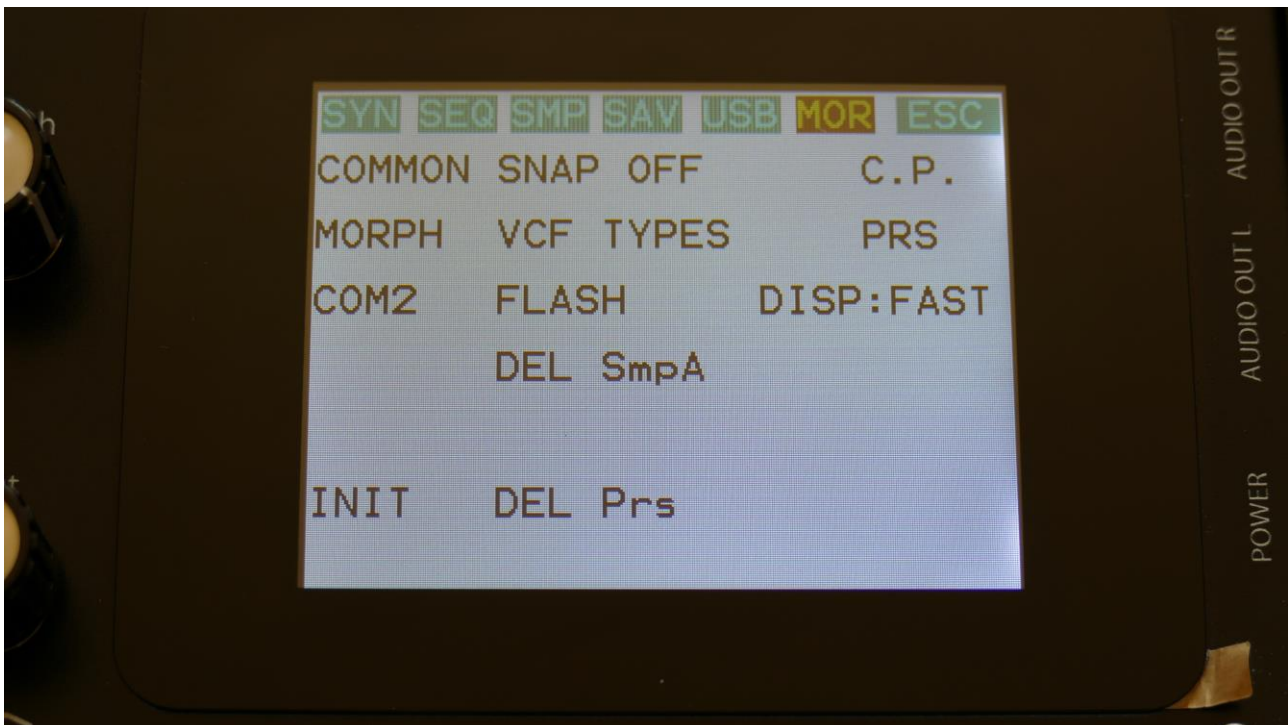 SYN SEQ SMP SAV USB MOR ESC
COMMON SNAP OFF C.P.
MORPH VCF TYPES PRS
COM2 FLASH DISP:FAST
DEL SmpA
INIT DEL Prs
AUDIO OUT R
AUDIO OUT L
POWER